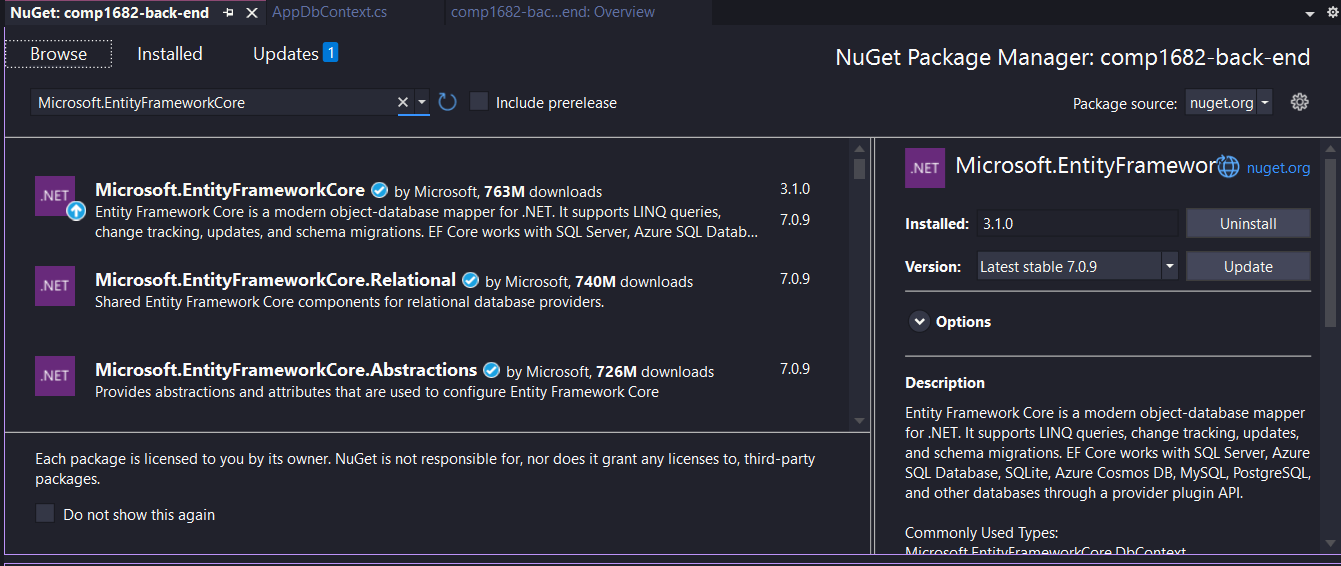 NuGet: comp1682-back-end
AppDbContext.cs
comp1682-bac...end: Overview
Browse
Installed
Updates 1
NuGet Package Manager: comp1682-back-end
Microsoft.EntityFrameworkCore
Include prerelease
Package source: nuget.org
.NET
Microsoft.EntityFrameworkCore by Microsoft, 763M downloads
3.1.0
Entity Framework Core is a modern object-database mapper for .NET. It supports LINQ queries,
7.0.9
change tracking, updates, and schema migrations. EF Core works with SQL Server, Azure SQL Datab...
.NET
Microsoft.EntityFrameworkCore.Relational by Microsoft, 740M downloads
7.0.9
Shared Entity Framework Core components for relational database providers.
.NET
Microsoft.EntityFrameworkCore.Abstractions by Microsoft, 726M downloads
7.0.9
Provides abstractions and attributes that are used to configure Entity Framework Core
Each package is licensed to you by its owner. NuGet is not responsible for, nor does it grant any licenses to, third-party
packages.
Do not show this again
.NET
Microsoft.EntityFramewor
nuget.org
Installed: 3.1.0
Uninstall
Version: Latest stable 7.0.9
Update
Options
Description
Entity Framework Core is a modern object-database mapper
for .NET. It supports LINQ queries, change tracking, updates,
and schema migrations. EF Core works with SQL Server, Azure
SQL Database, SQLite, Azure Cosmos DB, MySQL, PostgreSQL,
and other databases through a provider plugin API.
Commonly Used Types:
Microsoft.EntityFrameworkCore.DbContext